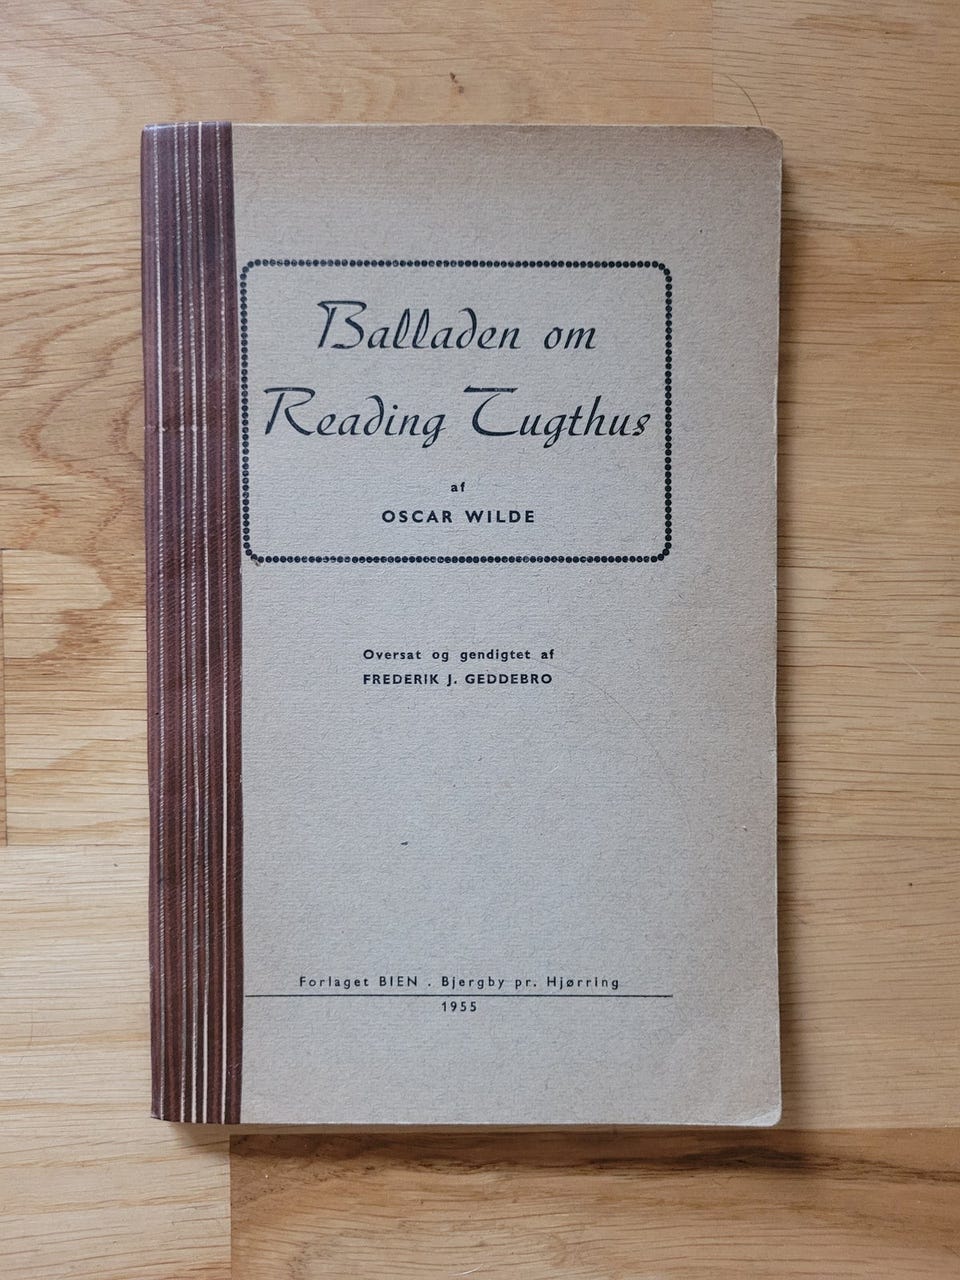 Balladen om
Reading Tugthus
af
OSCAR WILDE
Oversat og gendigtet af
FREDERIK J. GEDDEBRO
Forlaget BIEN . Bjergby pr. Hjørring
1955